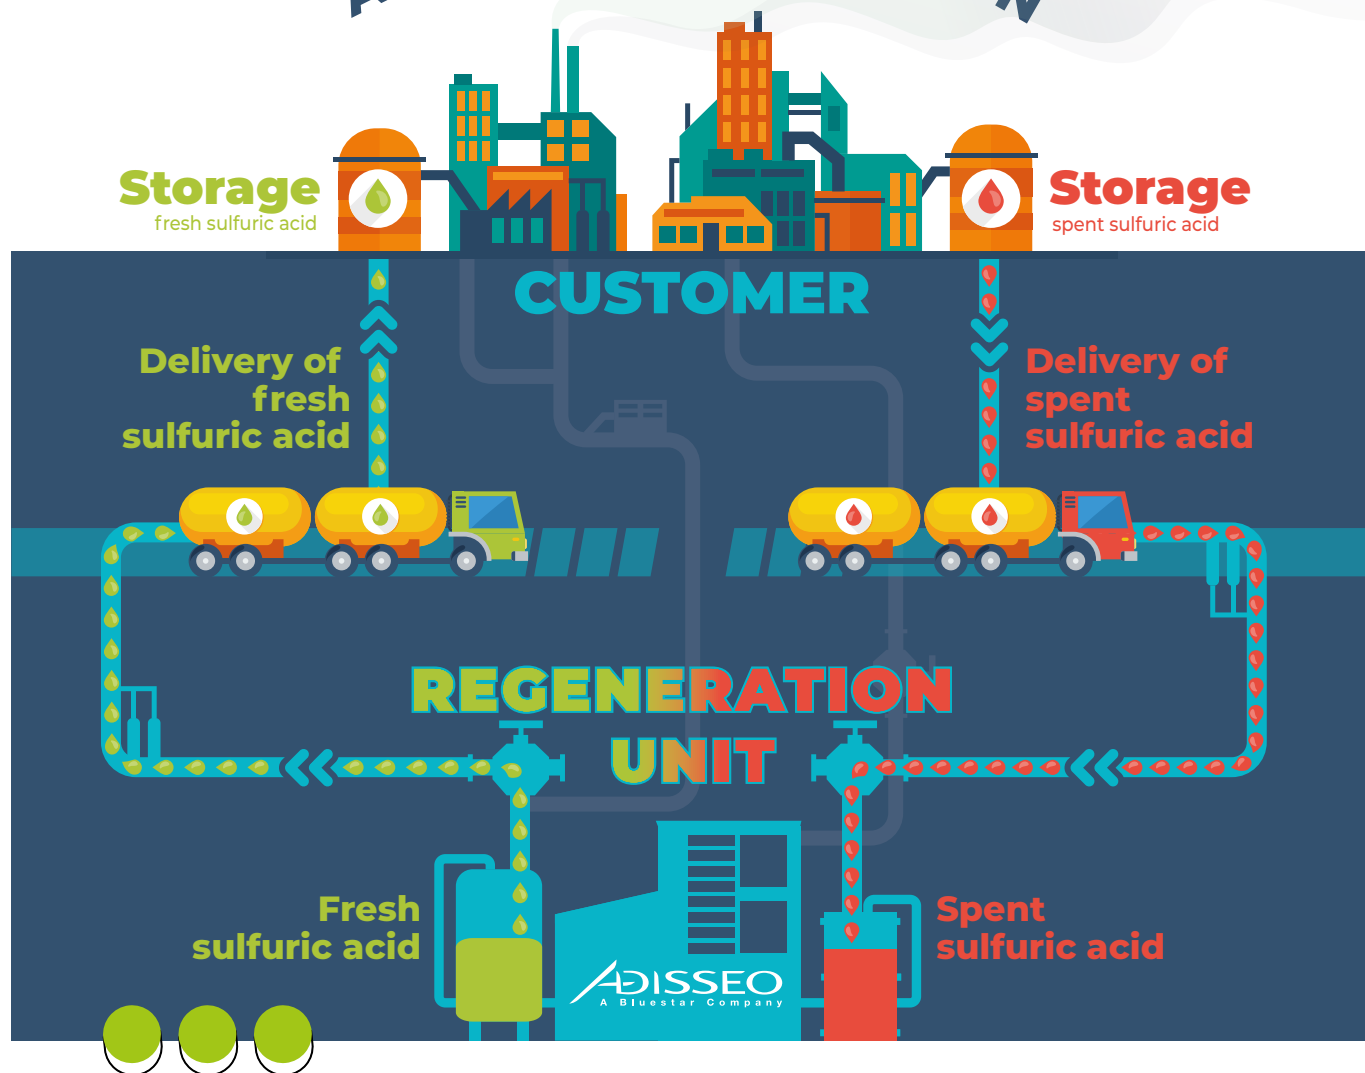 Storage
fresh sulfuric acid
Storage
spent sulfuric acid
CUSTOMER
Delivery of
fresh
sulfuric acid
Delivery of
spent
sulfuric acid
REGENERATION
UNIT
Fresh
sulfuric acid
Spent
sulfuric acid
ADISSEO
A Bluestar Company